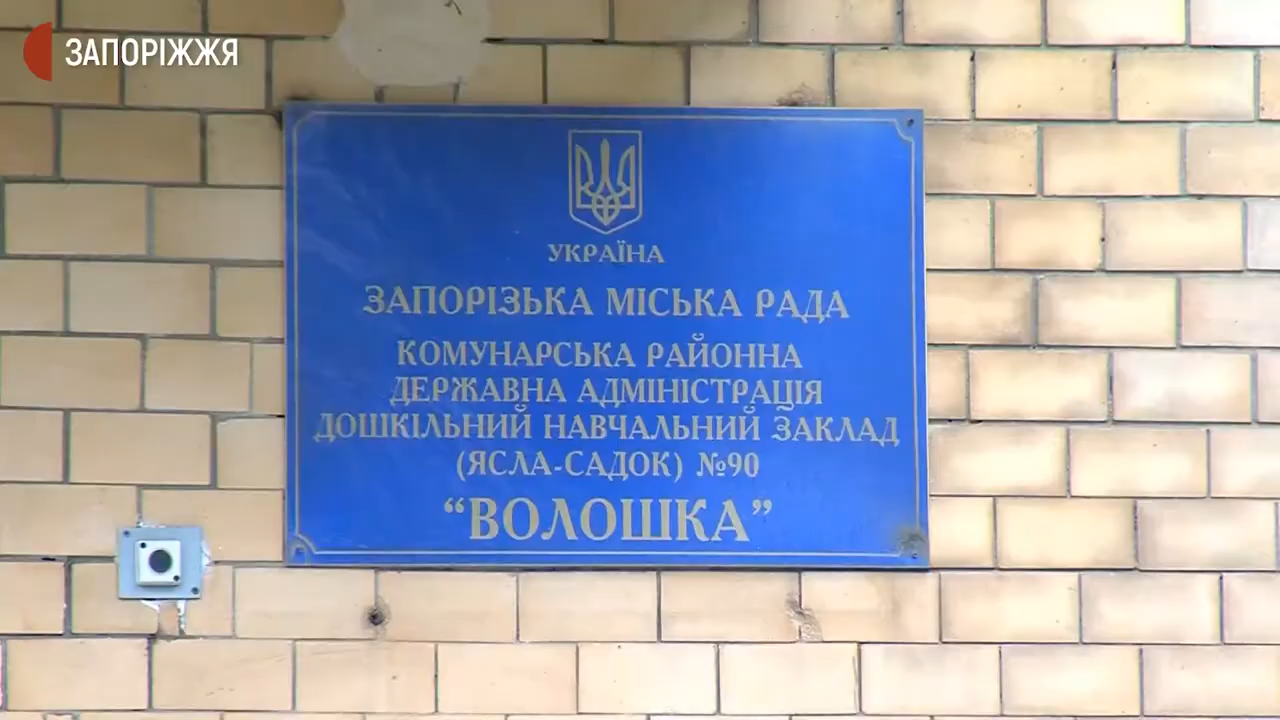 ЗАПОРІЖЖЯ
УКРАЇНА
ЗАПОРІЗЬКА МІСЬКА РАДА
КОМУНАРСЬКА РАЙОННА
ДЕРЖАВНА АДМІНІСТРАЦІЯ
ДОШКІЛЬНИЙ НАВЧАЛЬНИЙ ЗАКЛАД
(ЯСЛА-САДОК) №90
“ВОЛОШКА”